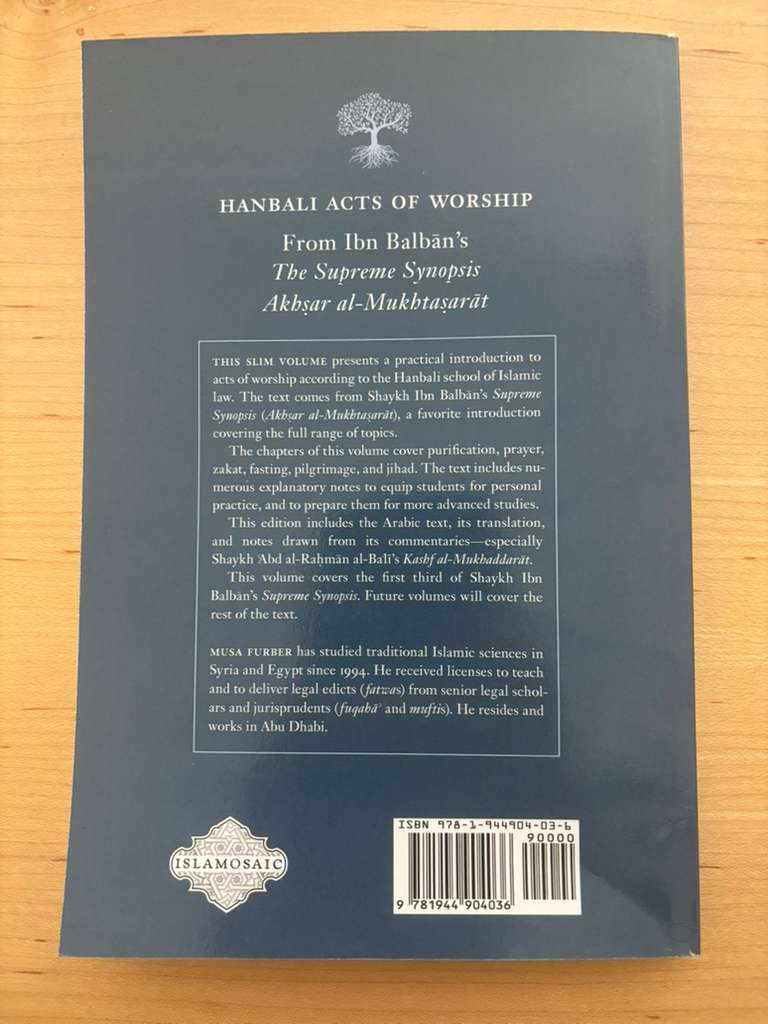 HANBALI ACTS OF WORSHIP
From Ibn Balbān's
The Supreme Synopsis
Akhṣar al-Mukhtaṣarāt
THIS SLIM VOLUME presents a practical introduction to
acts of worship according to the Hanbali school of Islamic
law. The text comes from Shaykh Ibn Balbān's Supreme
Synopsis (Akhṣar al-Mukhtaṣarāt), a favorite introduction
covering the full range of topics.
The chapters of this volume cover purification, prayer,
zakat, fasting, pilgrimage, and jihad. The text includes nu-
merous explanatory notes to equip students for personal
practice, and to prepare them for more advanced studies.
This edition includes the Arabic text, its translation,
and notes drawn from its commentaries—especially
Shaykh ʿAbd al-Raḥmān al-Baʿlī's Kashf al-Mukhaddarāt.
This volume covers the first third of Shaykh Ibn
Balbān's Supreme Synopsis. Future volumes will cover the
rest of the text.
MUSA FURBER has studied traditional Islamic sciences in
Syria and Egypt since 1994. He received licenses to teach
and to deliver legal edicts (fatwas) from senior legal schol-
ars and jurisprudents (fuqahāʾ and muftis). He resides and
works in Abu Dhabi.
ISLAMOSAIC
ISBN 978-1-944904-03-6
90000
9 781944 904036